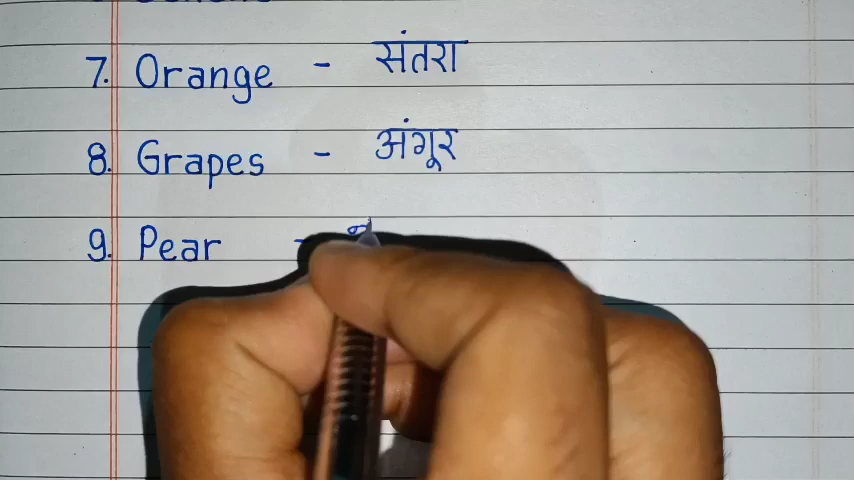 7. Orange - संतरा
8. Grapes - अंगूर
9. Pear -